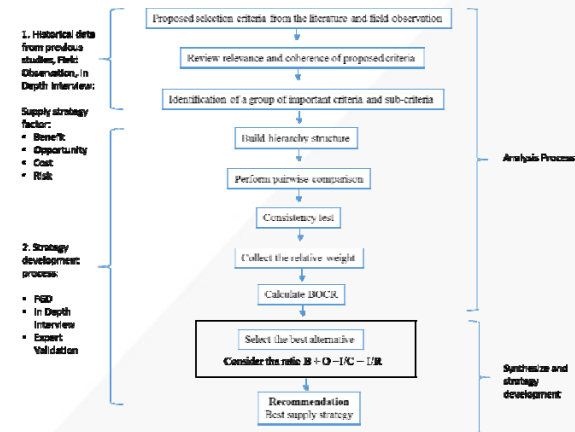 Proposed selection criteria from the literature and field observation
Review relevance and coherence of proposed criteria
Identification of a group of important criteria and sub-criteria
Build hierarchy structure
Perform pairwise comparison
Consistency test
Collect the relative weight
Calculate BOCR
Select the best alternative
Consider the ratio B + O –I/C – I/R
Recommendation
Best supply strategy
1. Historical data
from previous
studies, Field
Observation, In
Depth Interview:
Supply strategy
factor:
• Benefit
• Opportunity
• Cost
• Risk
2. Strategy
development
process:
• FGD
• In Depth
Interview
• Expert
Validation
Analysis Process
Synthesize and
strategy
development